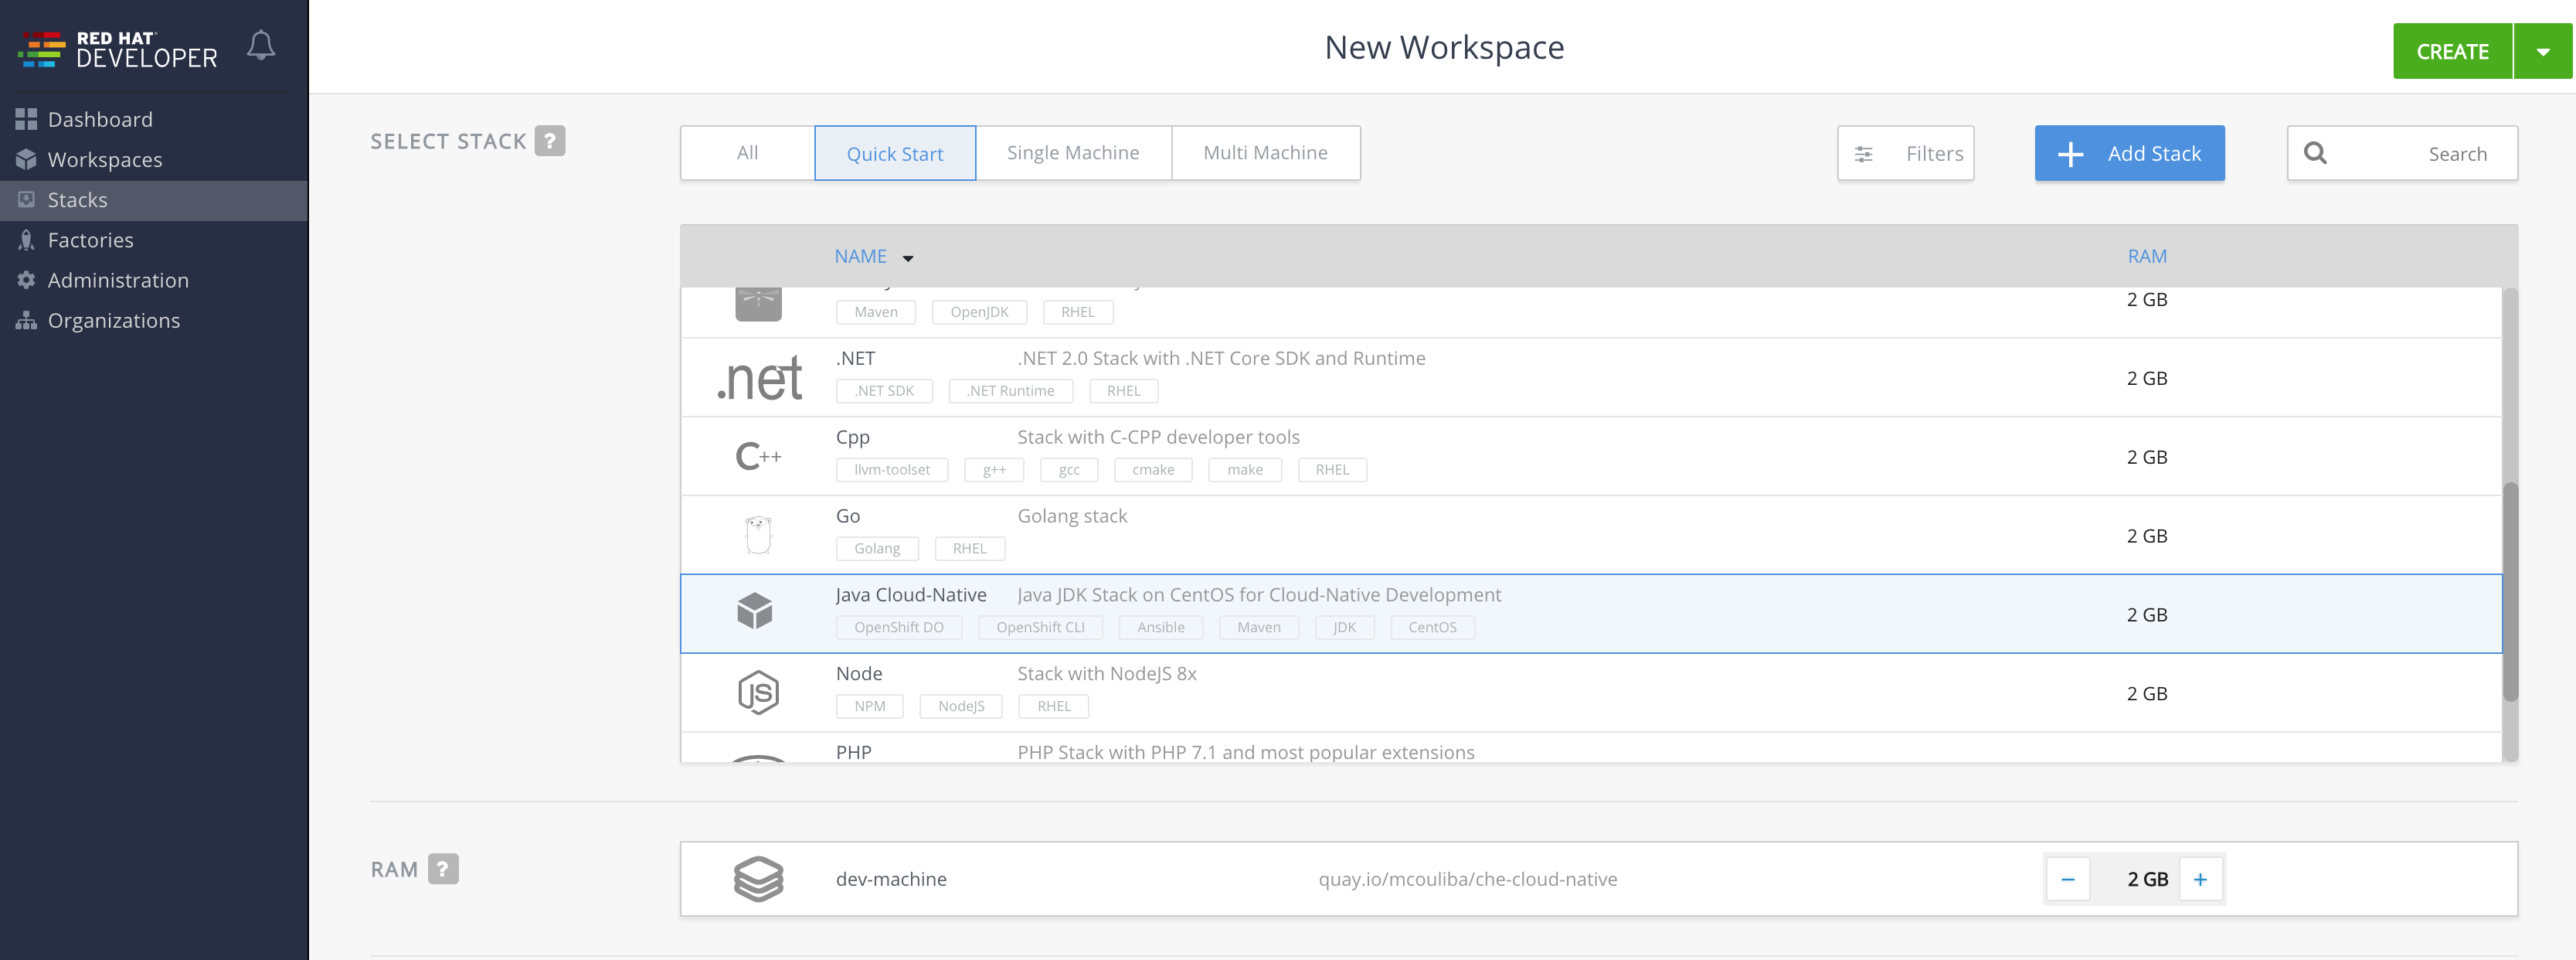 RED HAT
DEVELOPER
New Workspace
CREATE
Dashboard
Workspaces
Stacks
Factories
Administration
Organizations
SELECT STACK ?
All Quick Start Single Machine Multi Machine
Filters
Add Stack
Search
NAME RAM
2 GB
Maven OpenJDK RHEL
.net
.NET .NET 2.0 Stack with .NET Core SDK and Runtime
2 GB
.NET SDK .NET Runtime RHEL
C++
Cpp Stack with C-CPP developer tools
2 GB
llvm-toolset g++ gcc cmake make RHEL
Go Golang stack
2 GB
Golang RHEL
Java Cloud-Native Java JDK Stack on CentOS for Cloud-Native Development
2 GB
OpenShift DO OpenShift CLI Ansible Maven JDK CentOS
JS
Node Stack with NodeJS 8x
2 GB
NPM NodeJS RHEL
PHP PHP Stack with PHP 7.1 and most popular extensions
RAM ?
dev-machine quay.io/mcouliba/che-cloud-native − 2 GB +